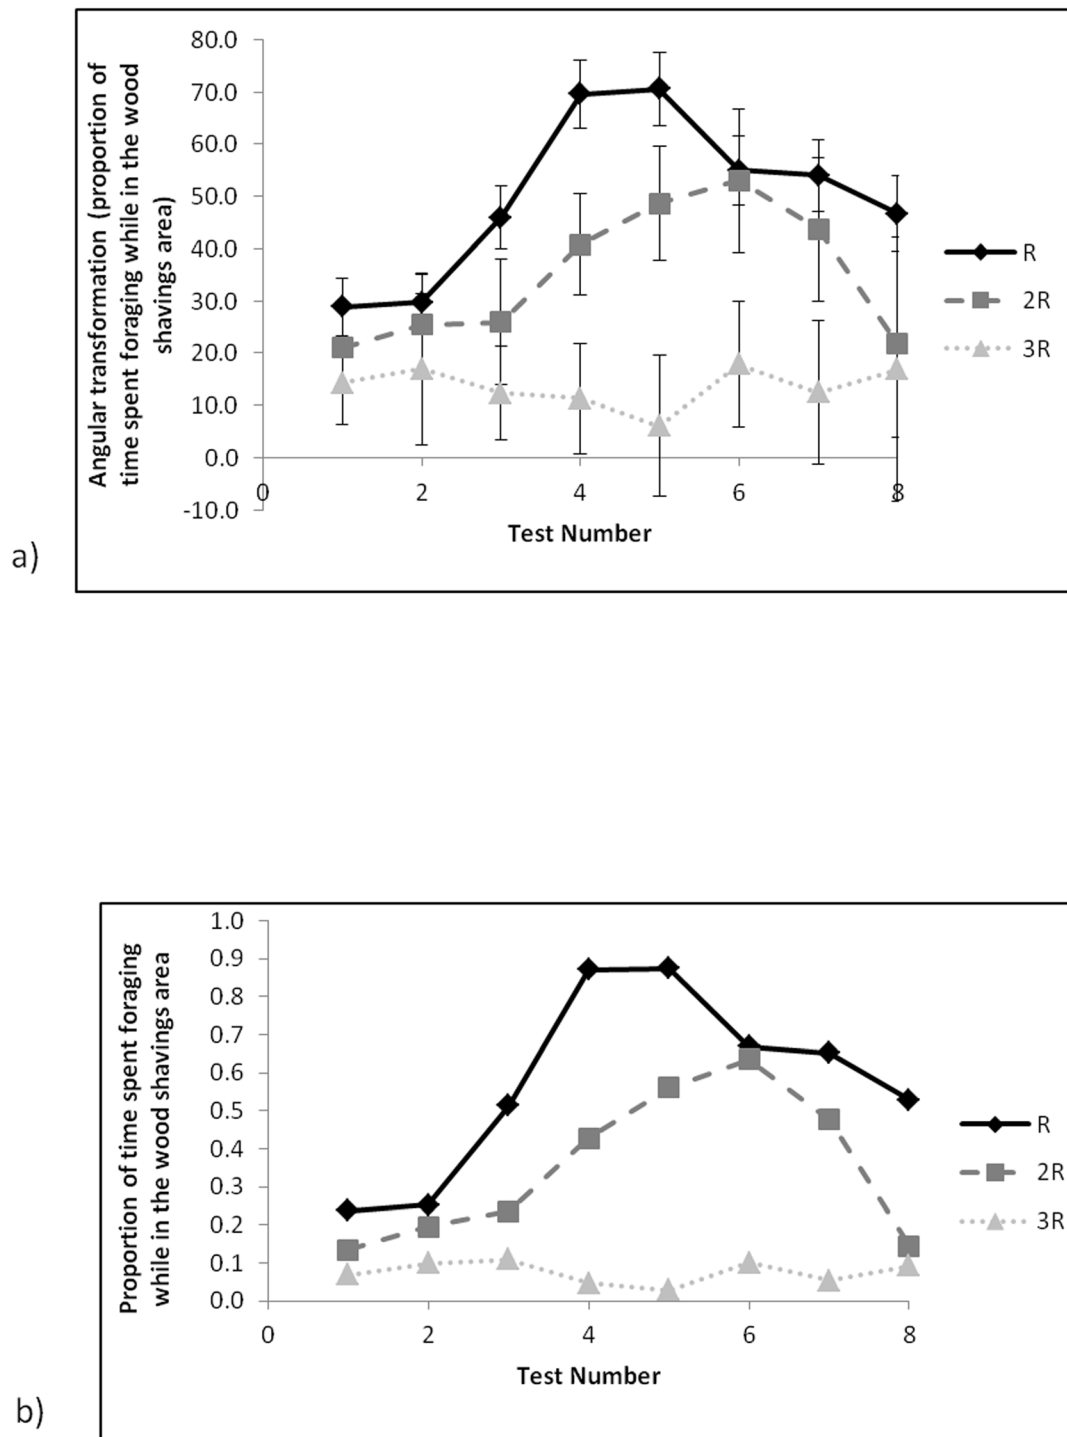 80.0
70.0
60.0
50.0
40.0
30.0
20.0
10.0
0.0
-10.0
Angular transformation (proportion of
time spent foraging while in the wood
shavings area)
0 2 4 6 8
Test Number
R
2R
3R
a)
1.0
0.9
0.8
0.7
0.6
0.5
0.4
0.3
0.2
0.1
0.0
Proportion of time spent foraging
while in the wood shavings area
0 2 4 6 8
Test Number
R
2R
3R
b)